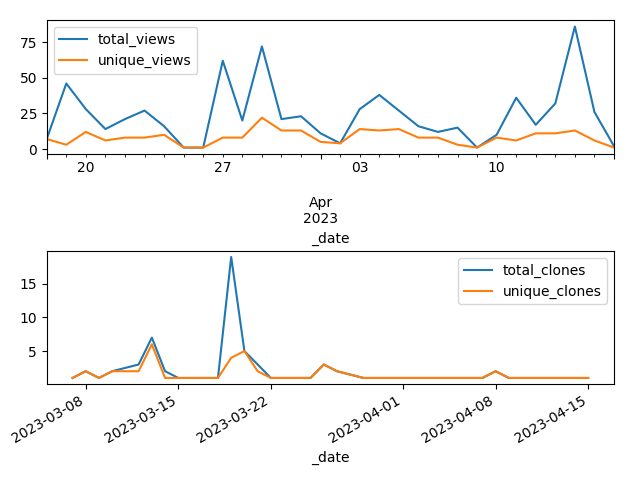 total_views
unique_views
75
50
25
0
20
27
03
10
Apr
2023
_date
total_clones
unique_clones
15
10
5
2023-03-08
2023-03-15
2023-03-22
2023-04-01
2023-04-08
2023-04-15
_date